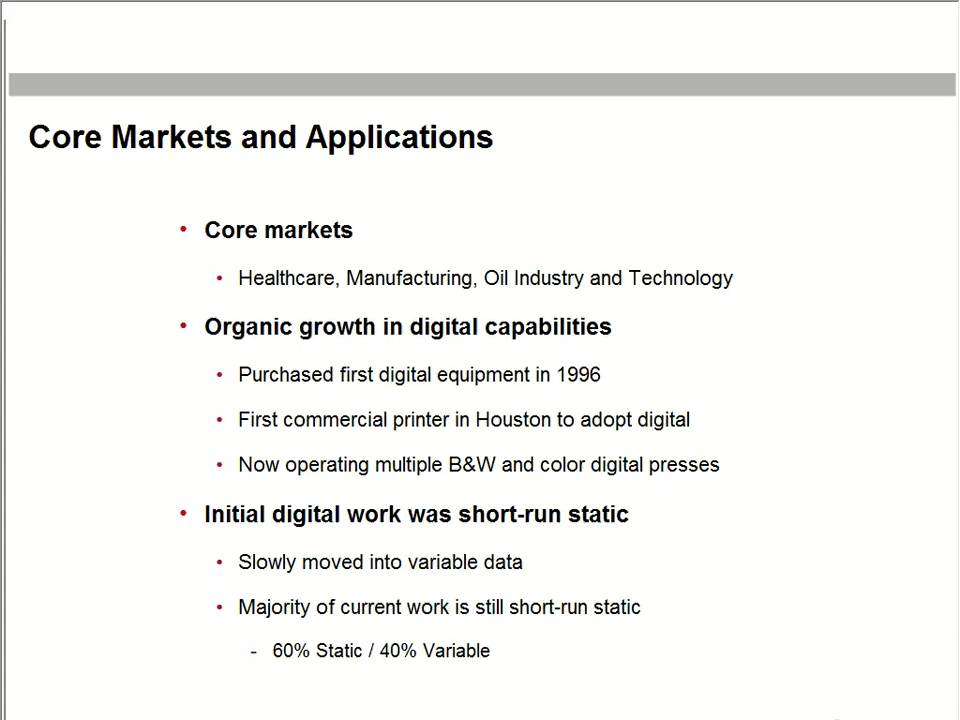 Core Markets and Applications
• Core markets
• Healthcare, Manufacturing, Oil Industry and Technology
• Organic growth in digital capabilities
• Purchased first digital equipment in 1996
• First commercial printer in Houston to adopt digital
• Now operating multiple B&W and color digital presses
• Initial digital work was short-run static
• Slowly moved into variable data
• Majority of current work is still short-run static
- 60% Static / 40% Variable